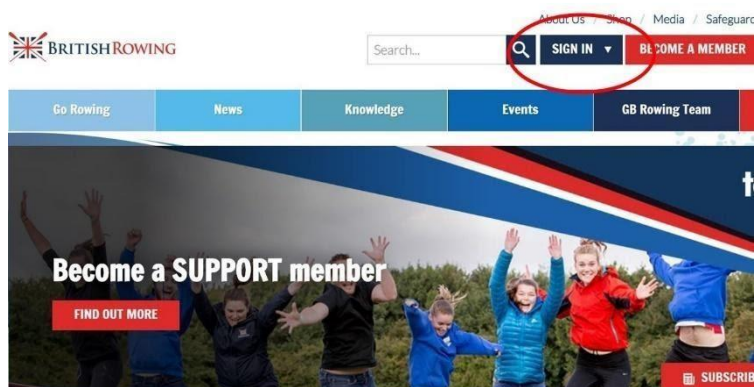 About Us / Shop / Media / Safeguard
BRITISH ROWING
Search...
SIGN IN ▼
BECOME A MEMBER
Go Rowing
News
Knowledge
Events
GB Rowing Team
t
Become a SUPPORT member
FIND OUT MORE
SUBSCRIB